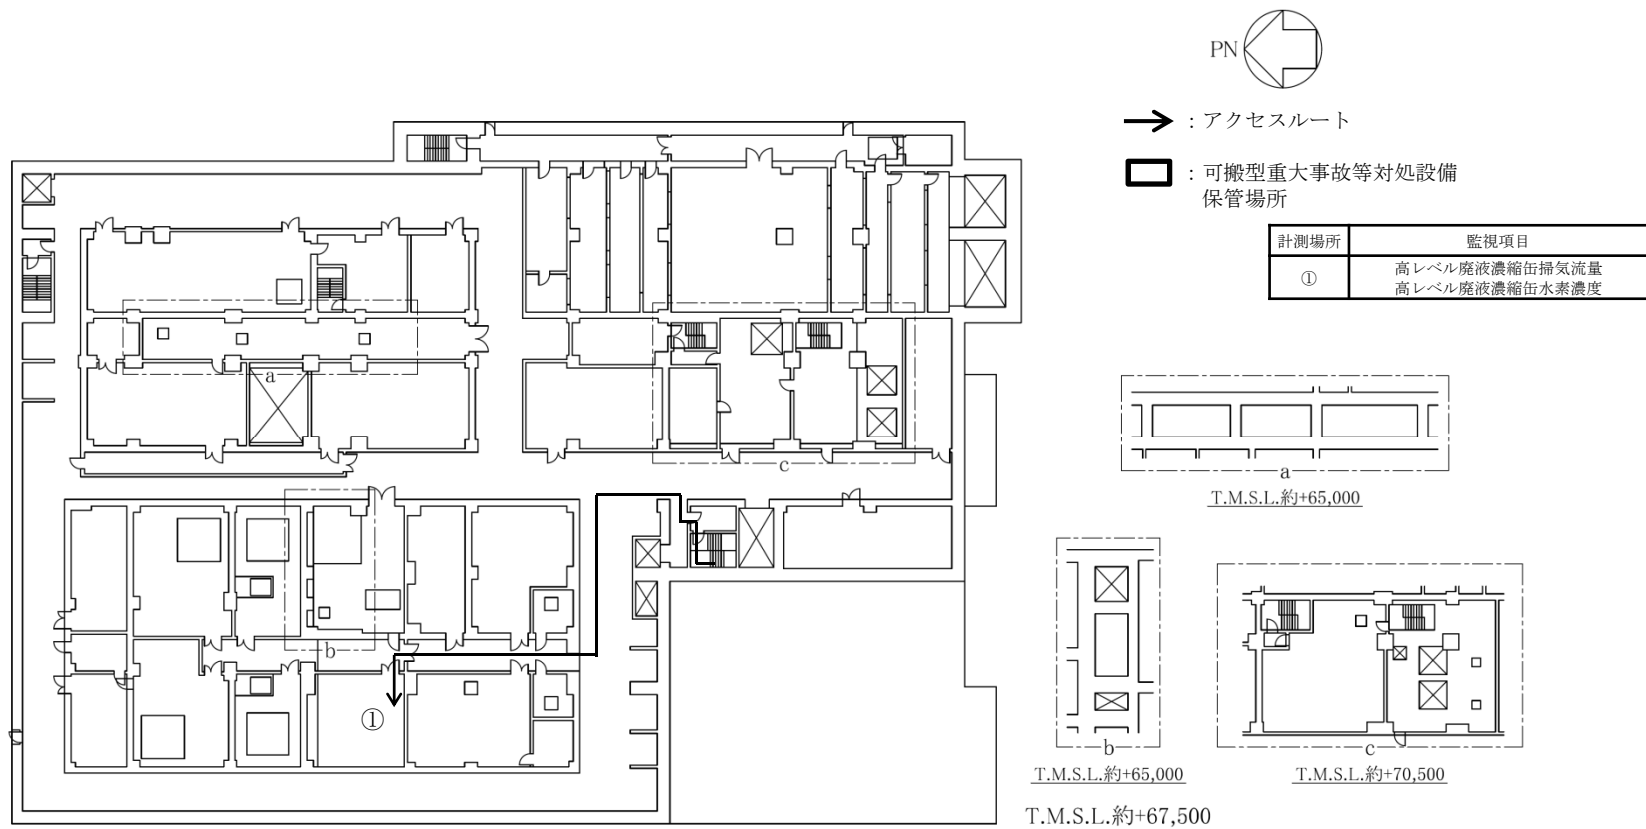 PN
：アクセスルート
：可搬型重大事故等対処設備
保管場所
計測場所 監視項目
① 高レベル廃液濃縮缶掃気流量
高レベル廃液濃縮缶水素濃度
a
c
b
①
a
T.M.S.L.約+65,000
b
T.M.S.L.約+65,000
c
T.M.S.L.約+70,500
T.M.S.L.約+67,500